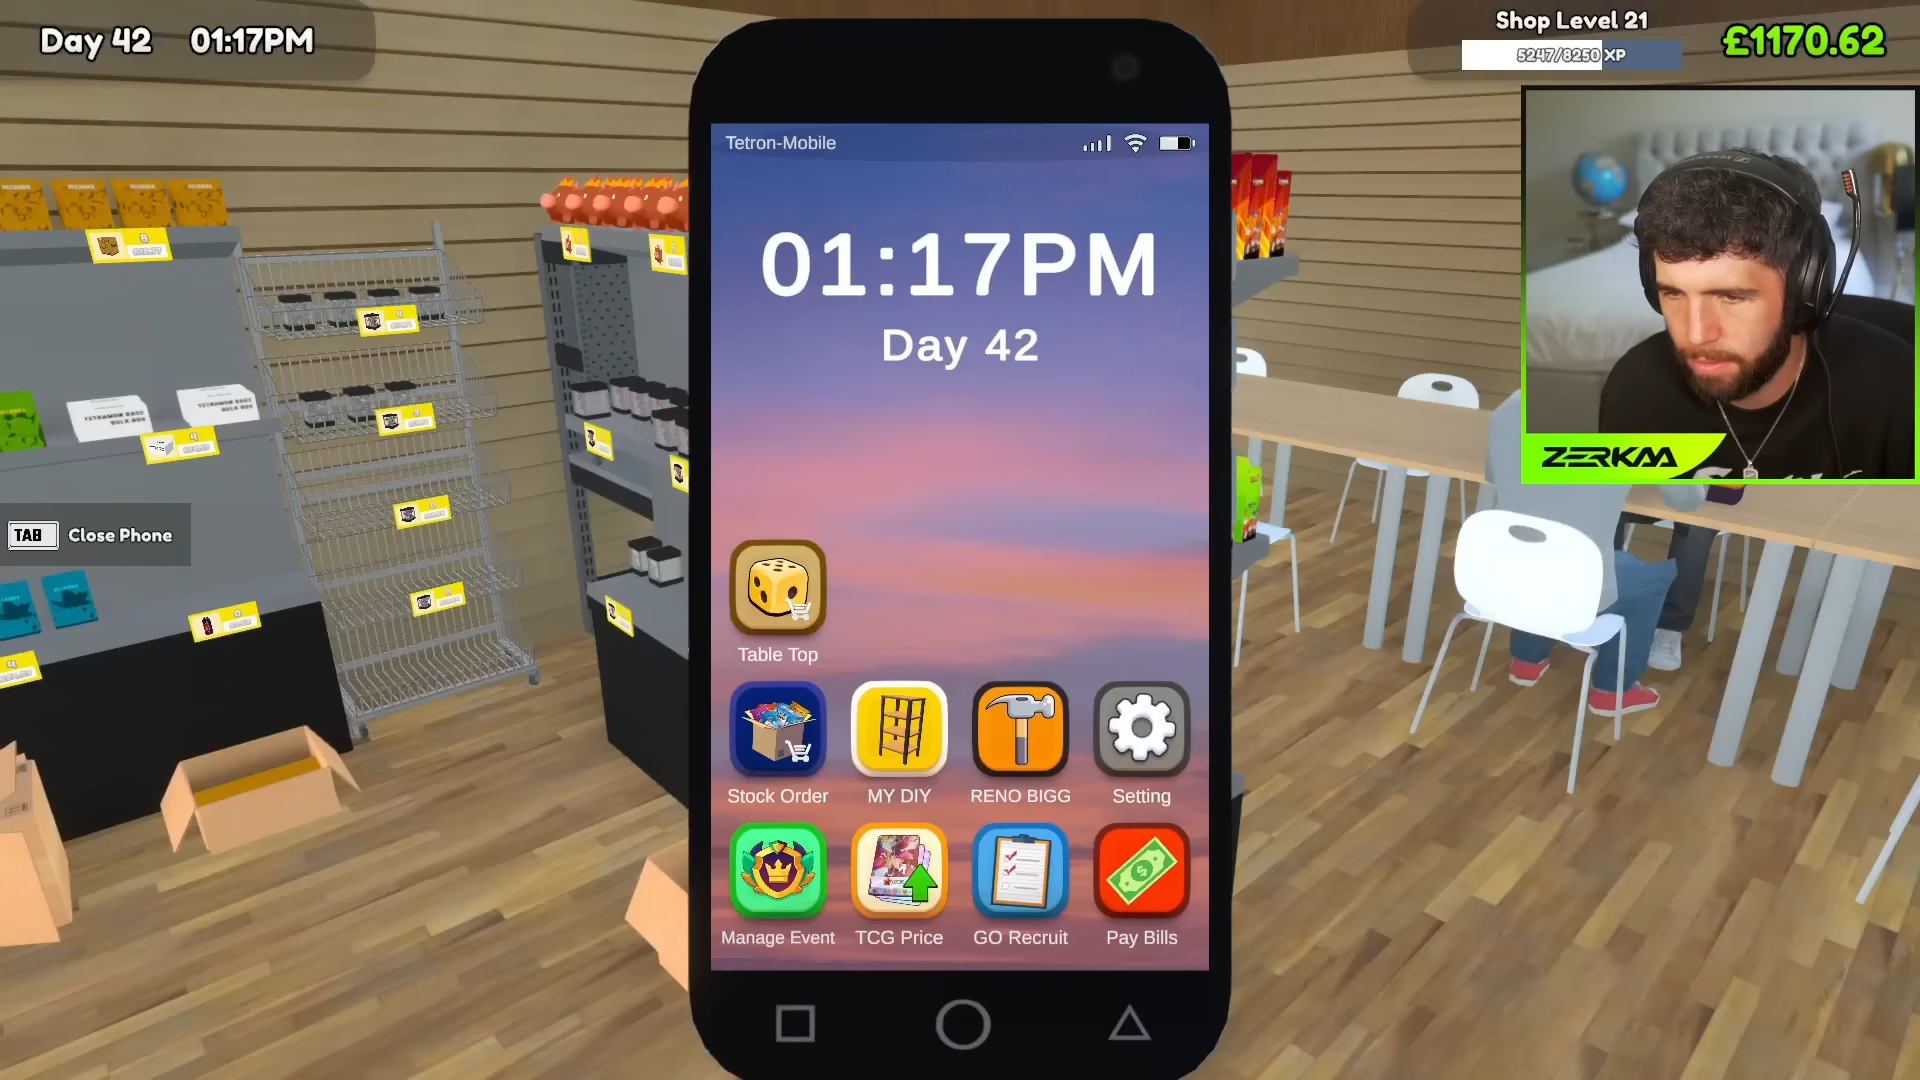 Day 42 01:17PM
Shop Level 21
5247/8250 XP
£1170.62
Tetron-Mobile
01:17PM
Day 42
TAB Close Phone
ZERKAA
Table Top
Stock Order MY DIY RENO BIGG Setting
Manage Event TCG Price GO Recruit Pay Bills